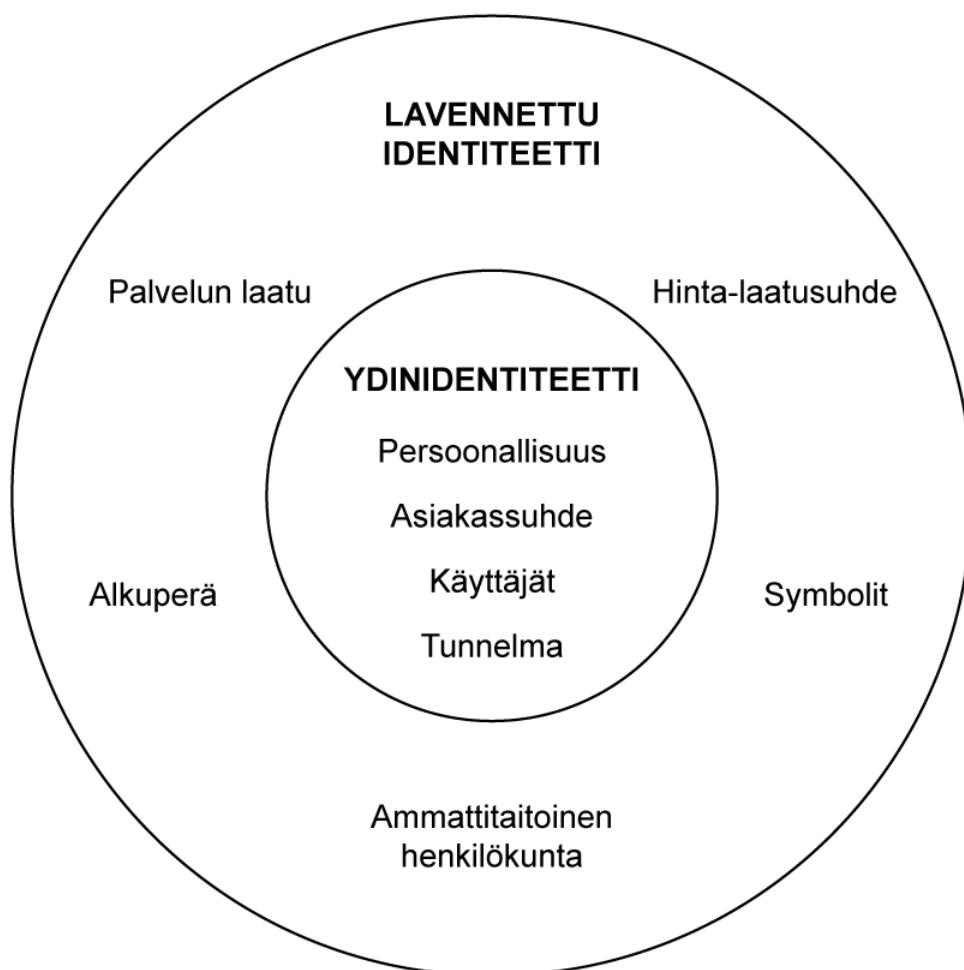 LAVENNETTU
IDENTITEETTI
Palvelun laatu
Hinta-laatusuhde
YDINIDENTITEETTI
Persoonallisuus
Asiakassuhde
Käyttäjät
Tunnelma
Alkuperä
Symbolit
Ammattitaitoinen
henkilökunta